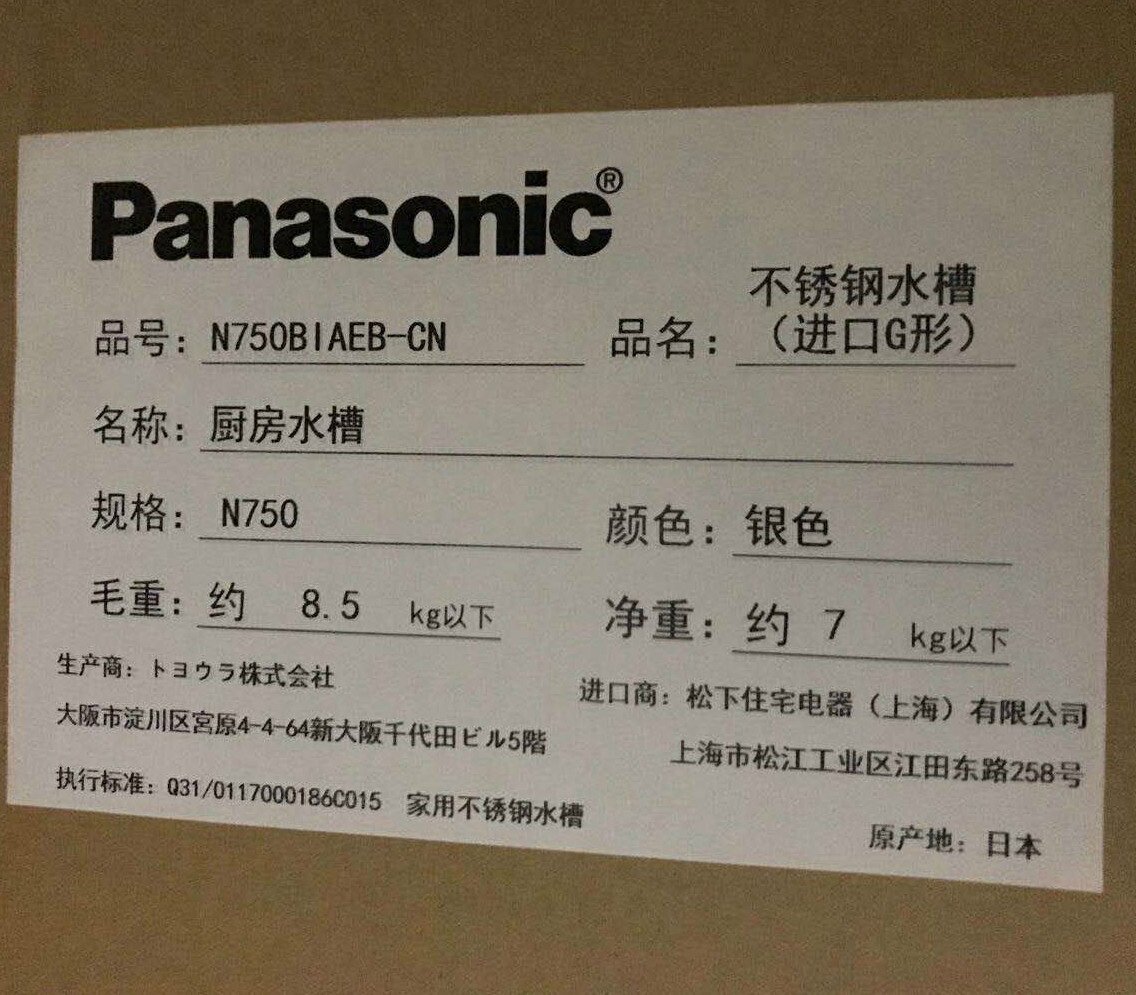 Panasonic®
不锈钢水槽
品号: N750BIAEB-CN 品名: （进口G形）
名称: 厨房水槽
规格: N750 颜色: 银色
毛重: 约 8.5 kg以下 净重: 约 7 kg以下
生产商: トヨウラ株式会社
大阪市淀川区宮原4-4-64新大阪千代田ビル5階
执行标准: Q31/0117000186C015 家用不锈钢水槽
进口商: 松下住宅电器（上海）有限公司
上海市松江工业区江田东路258号
原产地: 日本